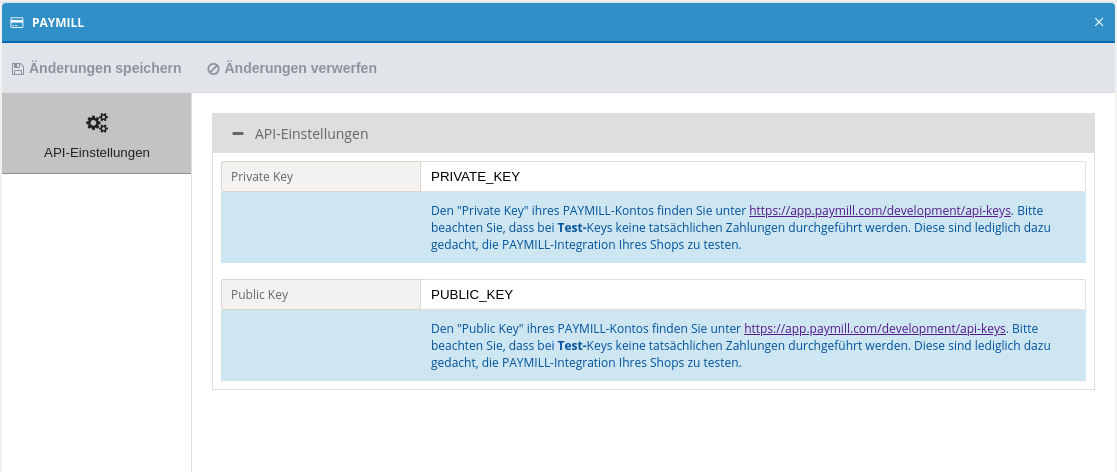 PAYMILL
Änderungen speichern Änderungen verwerfen
API-Einstellungen
API-Einstellungen
Private Key PRIVATE_KEY
Den "Private Key" ihres PAYMILL-Kontos finden Sie unter https://app.paymill.com/development/api-keys. Bitte
beachten Sie, dass bei Test-Keys keine tatsächlichen Zahlungen durchgeführt werden. Diese sind lediglich dazu
gedacht, die PAYMILL-Integration Ihres Shops zu testen.
Public Key PUBLIC_KEY
Den "Public Key" ihres PAYMILL-Kontos finden Sie unter https://app.paymill.com/development/api-keys. Bitte
beachten Sie, dass bei Test-Keys keine tatsächlichen Zahlungen durchgeführt werden. Diese sind lediglich dazu
gedacht, die PAYMILL-Integration Ihres Shops zu testen.